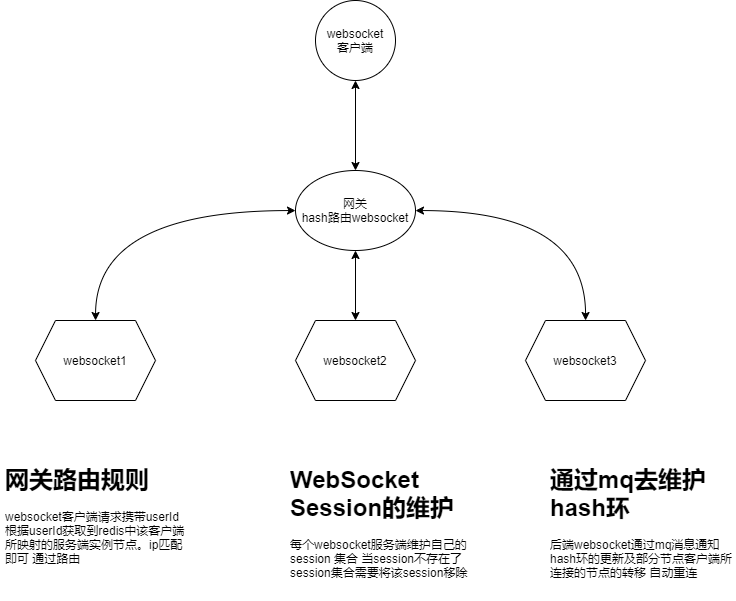 websocket
客户端
网关
hash路由websocket
websocket1
websocket2
websocket3
网关路由规则
websocket客户端请求携带userId
根据userId获取到redis中该客户端
所映射的服务端实例节点。ip匹配
即可 通过路由
WebSocket
Session的维护
每个websocket服务端维护自己的
session 集合 当session不存在了
session集合需要将该session移除
通过mq去维护
hash环
后端websocket通过mq消息通知
hash环的更新及部分节点客户端所
连接的节点的转移 自动重连